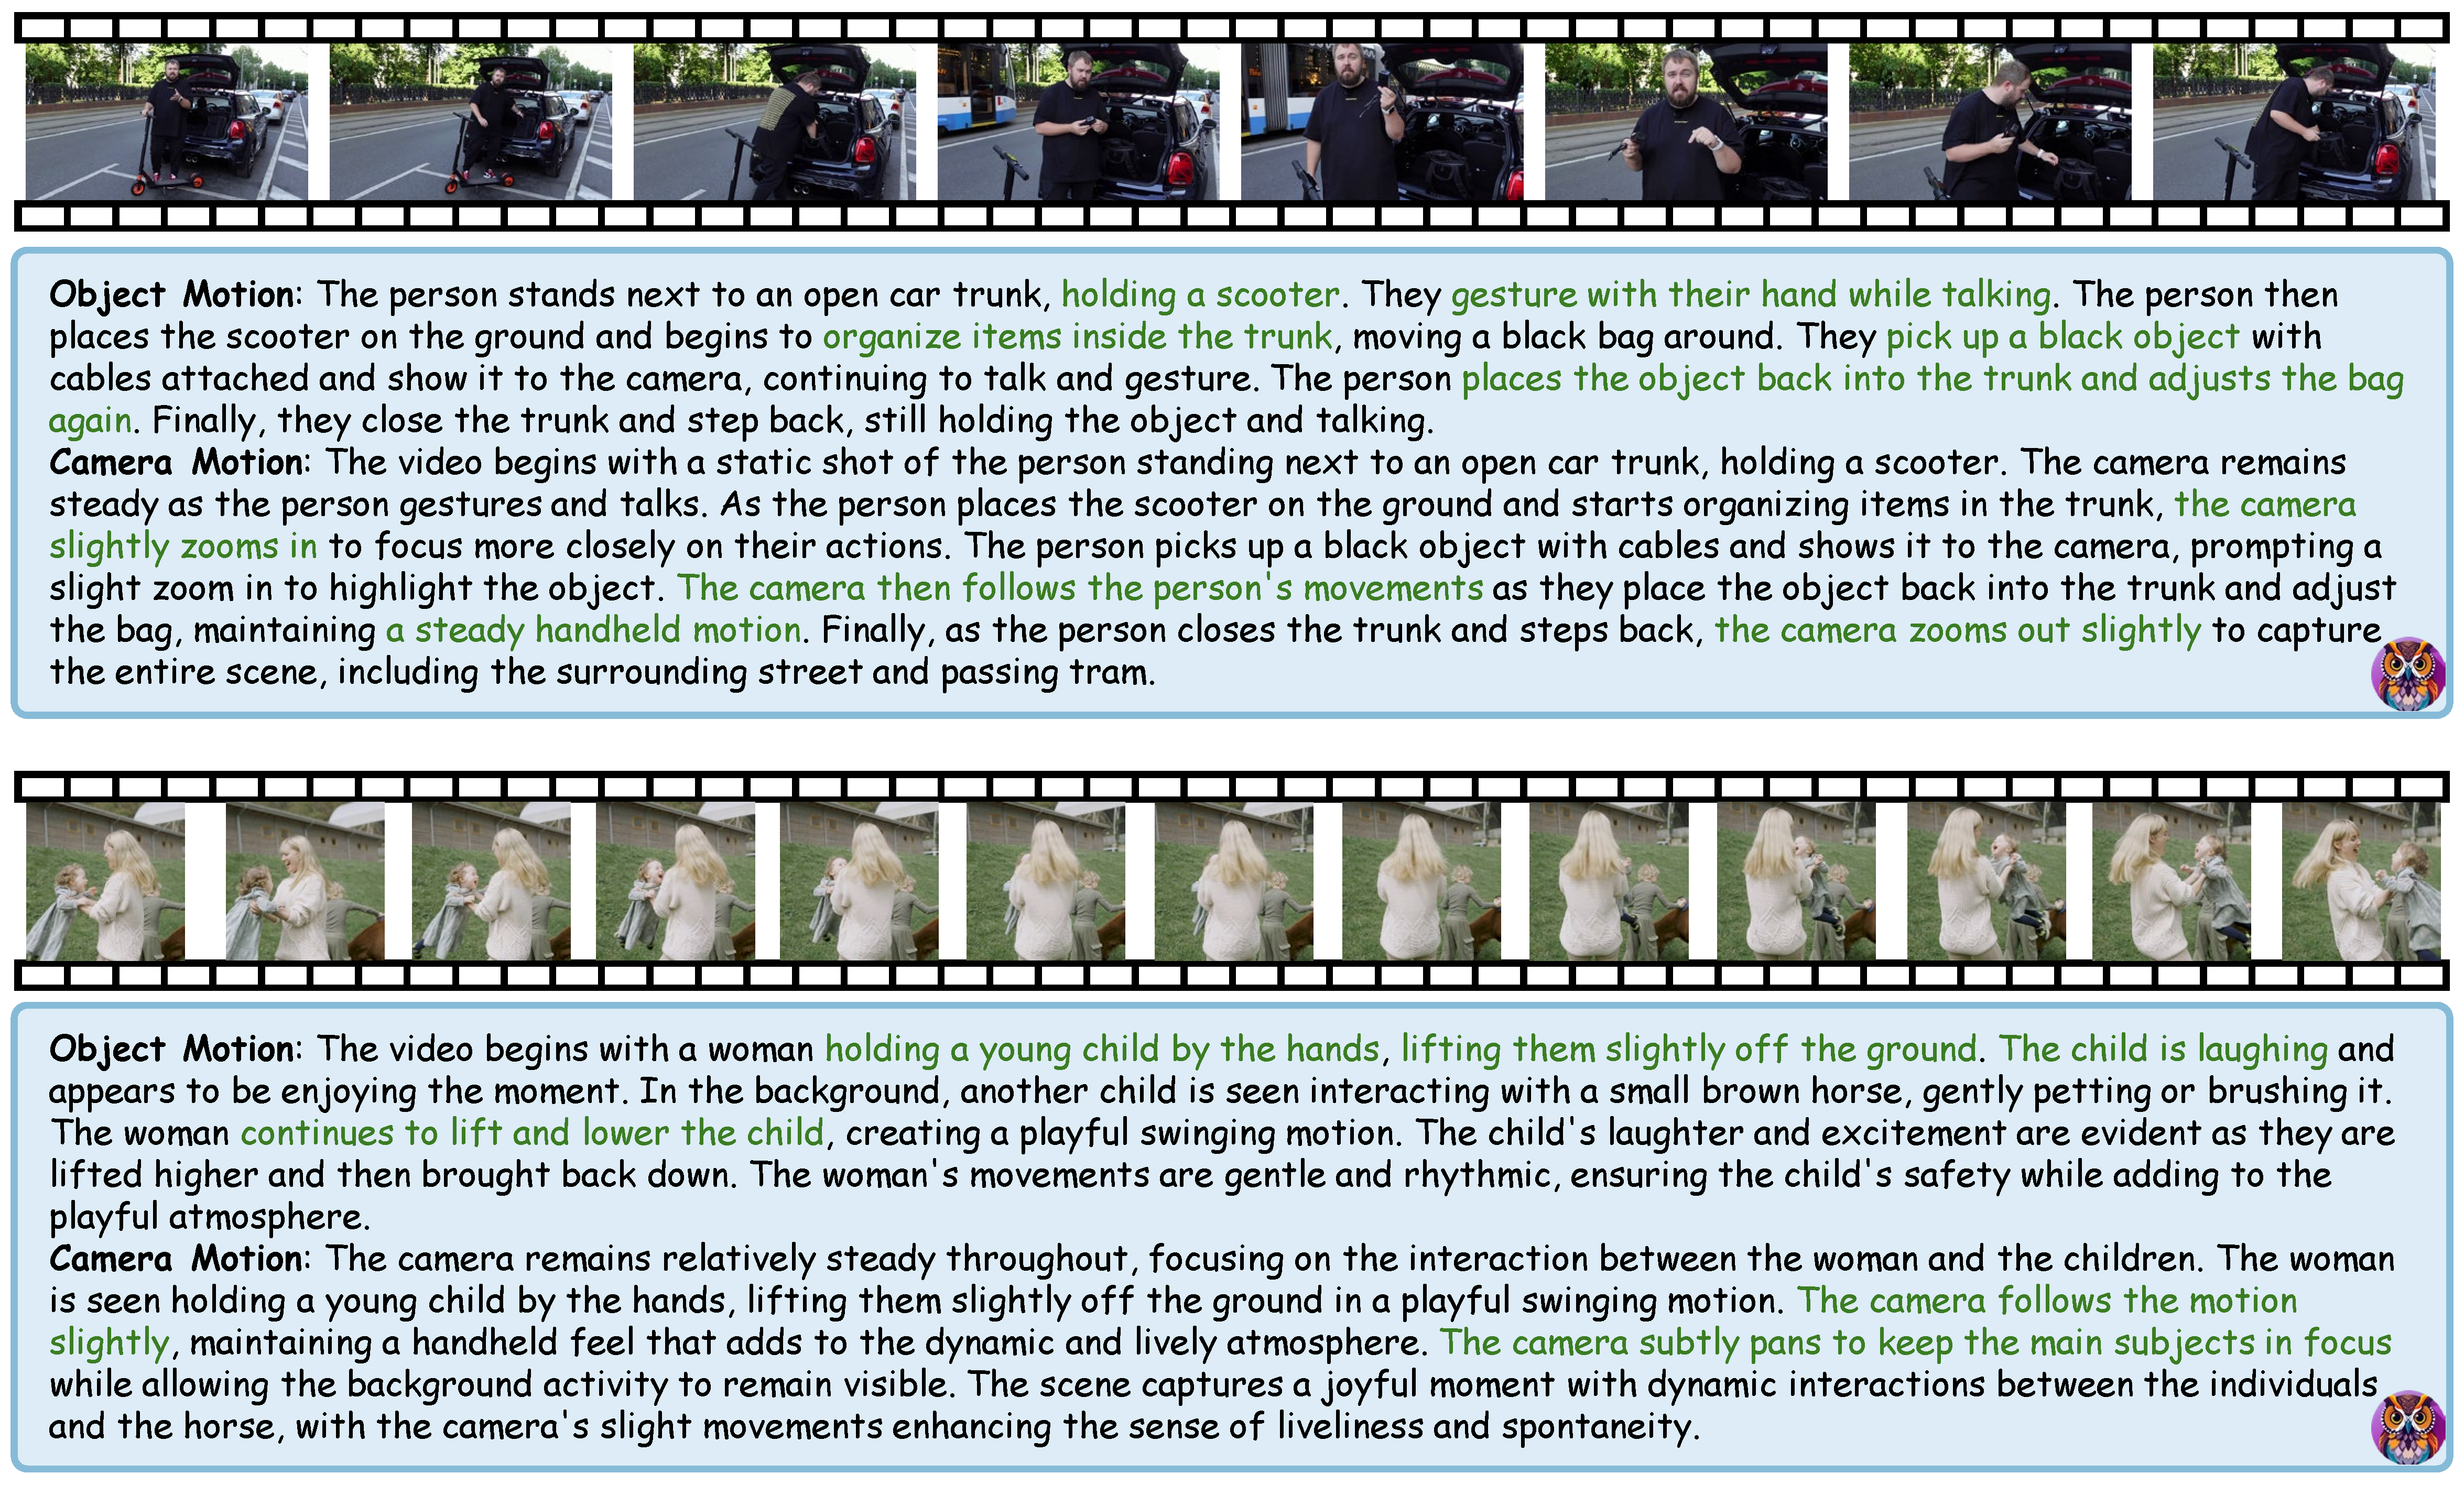 Object Motion: The person stands next to an open car trunk, holding a scooter. They gesture with their hand while talking. The person then
places the scooter on the ground and begins to organize items inside the trunk, moving a black bag around. They pick up a black object with
cables attached and show it to the camera, continuing to talk and gesture. The person places the object back into the trunk and adjusts the bag
again. Finally, they close the trunk and step back, still holding the object and talking.
Camera Motion: The video begins with a static shot of the person standing next to an open car trunk, holding a scooter. The camera remains
steady as the person gestures and talks. As the person places the scooter on the ground and starts organizing items in the trunk, the camera
slightly zooms in to focus more closely on their actions. The person picks up a black object with cables and shows it to the camera, prompting a
slight zoom in to highlight the object. The camera then follows the person's movements as they place the object back into the trunk and adjust
the bag, maintaining a steady handheld motion. Finally, as the person closes the trunk and steps back, the camera zooms out slightly to capture
the entire scene, including the surrounding street and passing tram.
Object Motion: The video begins with a woman holding a young child by the hands, lifting them slightly off the ground. The child is laughing and
appears to be enjoying the moment. In the background, another child is seen interacting with a small brown horse, gently petting or brushing it.
The woman continues to lift and lower the child, creating a playful swinging motion. The child's laughter and excitement are evident as they are
lifted higher and then brought back down. The woman's movements are gentle and rhythmic, ensuring the child's safety while adding to the
playful atmosphere.
Camera Motion: The camera remains relatively steady throughout, focusing on the interaction between the woman and the children. The woman
is seen holding a young child by the hands, lifting them slightly off the ground in a playful swinging motion. The camera follows the motion
slightly, maintaining a handheld feel that adds to the dynamic and lively atmosphere. The camera subtly pans to keep the main subjects in focus
while allowing the background activity to remain visible. The scene captures a joyful moment with dynamic interactions between the individuals
and the horse, with the camera's slight movements enhancing the sense of liveliness and spontaneity.